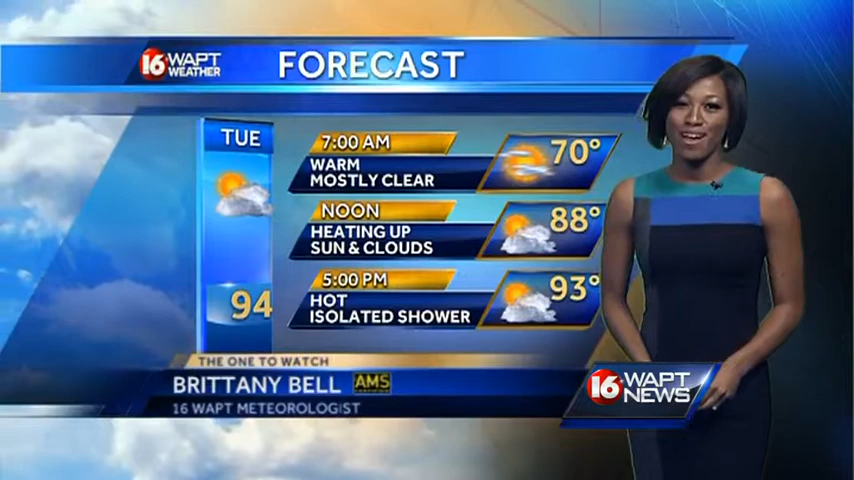 16 WAPT
WEATHER
FORECAST
TUE
94
7:00 AM
WARM
MOSTLY CLEAR
70°
NOON
HEATING UP
SUN & CLOUDS
88°
5:00 PM
HOT
ISOLATED SHOWER
93°
THE ONE TO WATCH
BRITTANY BELL AMS
16 WAPT METEOROLOGIST
16 WAPT
NEWS